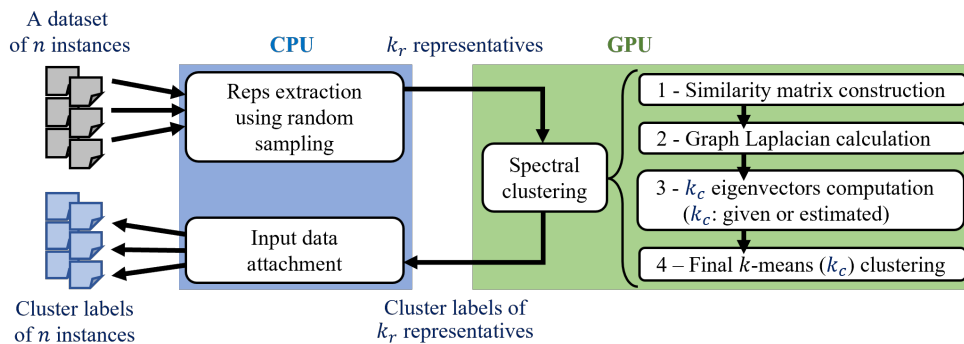 A dataset
of n instances
CPU
k_r representatives
GPU
Reps extraction
using random
sampling
Spectral
clustering
1 - Similarity matrix construction
2 - Graph Laplacian calculation
3 - k_c eigenvectors computation
(k_c: given or estimated)
4 – Final k-means (k_c) clustering
Input data
attachment
Cluster labels
of n instances
Cluster labels of
k_r representatives